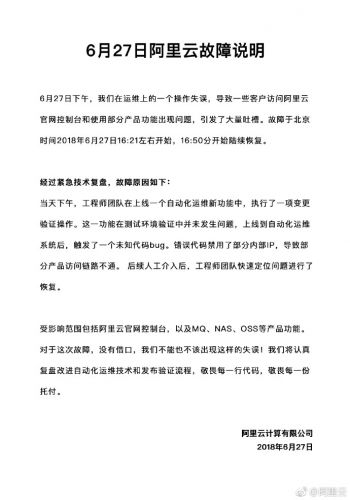 6月27日阿里云故障说明
6月27日下午，我们在运维上的一个操作失误，导致一些客户访问阿里云
官网控制台和使用部分产品功能出现问题，引发了大量吐槽。故障于北京
时间2018年6月27日16:21左右开始，16:50分开始陆续恢复。
经过紧急技术复盘，故障原因如下：
当天下午，工程师团队在上线一个自动化运维新功能中，执行了一项变更
验证操作。这一功能在测试环境验证中并未发生问题，上线到自动化运维
系统后，触发了一个未知代码bug。错误代码禁用了部分内部IP，导致部
分产品访问链路不通。 后续人工介入后，工程师团队快速定位问题进行了
恢复。
受影响范围包括阿里云官网控制台，以及MQ、NAS、OSS等产品功能。
对于这次故障，没有借口，我们不能也不该出现这样的失误！我们将认真
复盘改进自动化运维技术和发布验证流程，敬畏每一行代码，敬畏每一份
托付。
阿里云计算有限公司
2018年6月27日
@阿里云